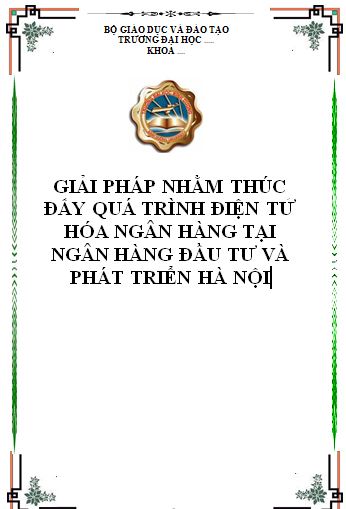 BỘ GIÁO DỤC VÀ ĐÀO TẠO
TRƯỜNG ĐẠI HỌC .....
KHOA ....
GIẢI PHÁP NHẰM THÚC
ĐẨY QUÁ TRÌNH ĐIỆN TỬ
HÓA NGÂN HÀNG TẠI
NGÂN HÀNG ĐẦU TƯ VÀ
PHÁT TRIỂN HÀ NỘI